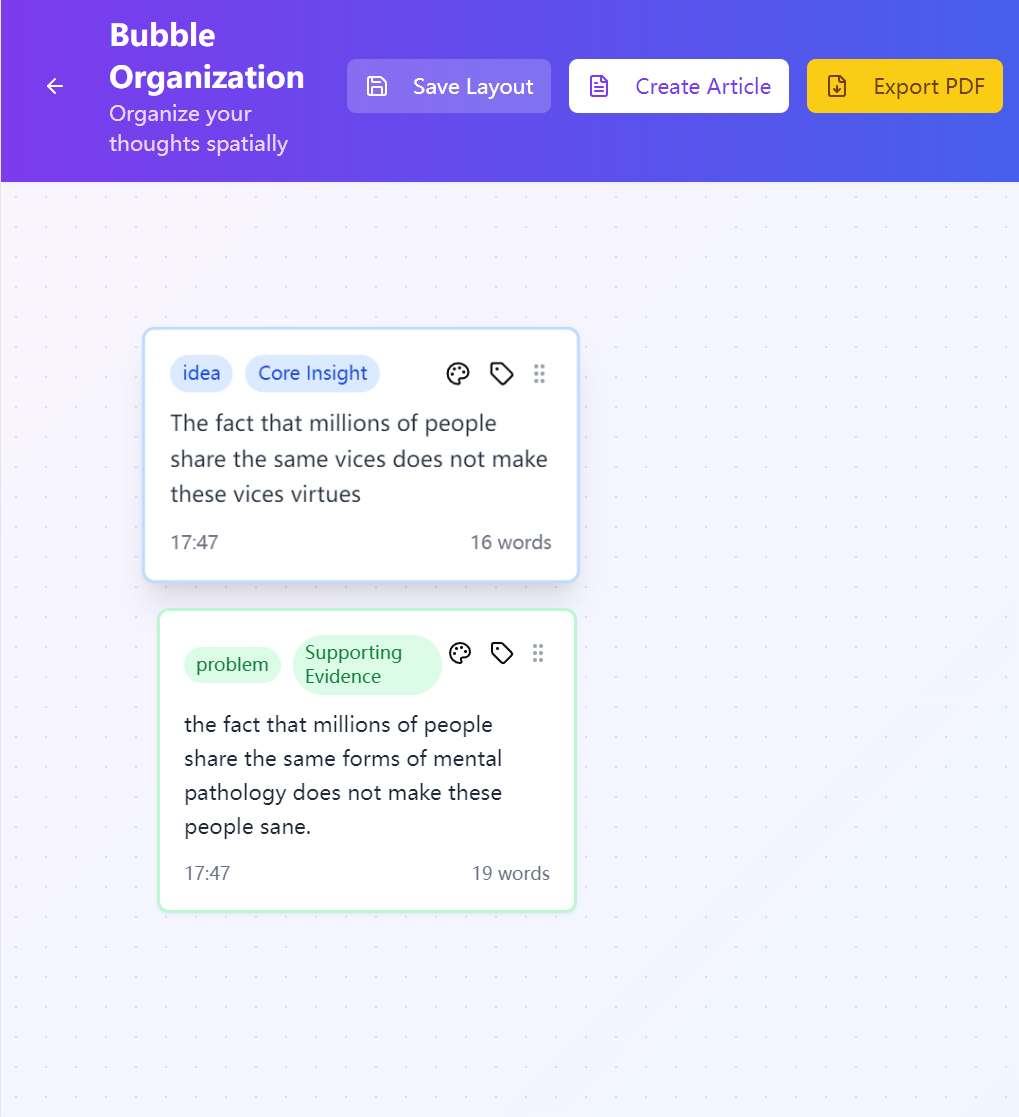 Bubble
Organization
Organize your
thoughts spatially
Save Layout
Create Article
Export PDF
idea
Core Insight
The fact that millions of people
share the same vices does not make
these vices virtues
17:47
16 words
problem
Supporting
Evidence
the fact that millions of people
share the same forms of mental
pathology does not make these
people sane.
17:47
19 words